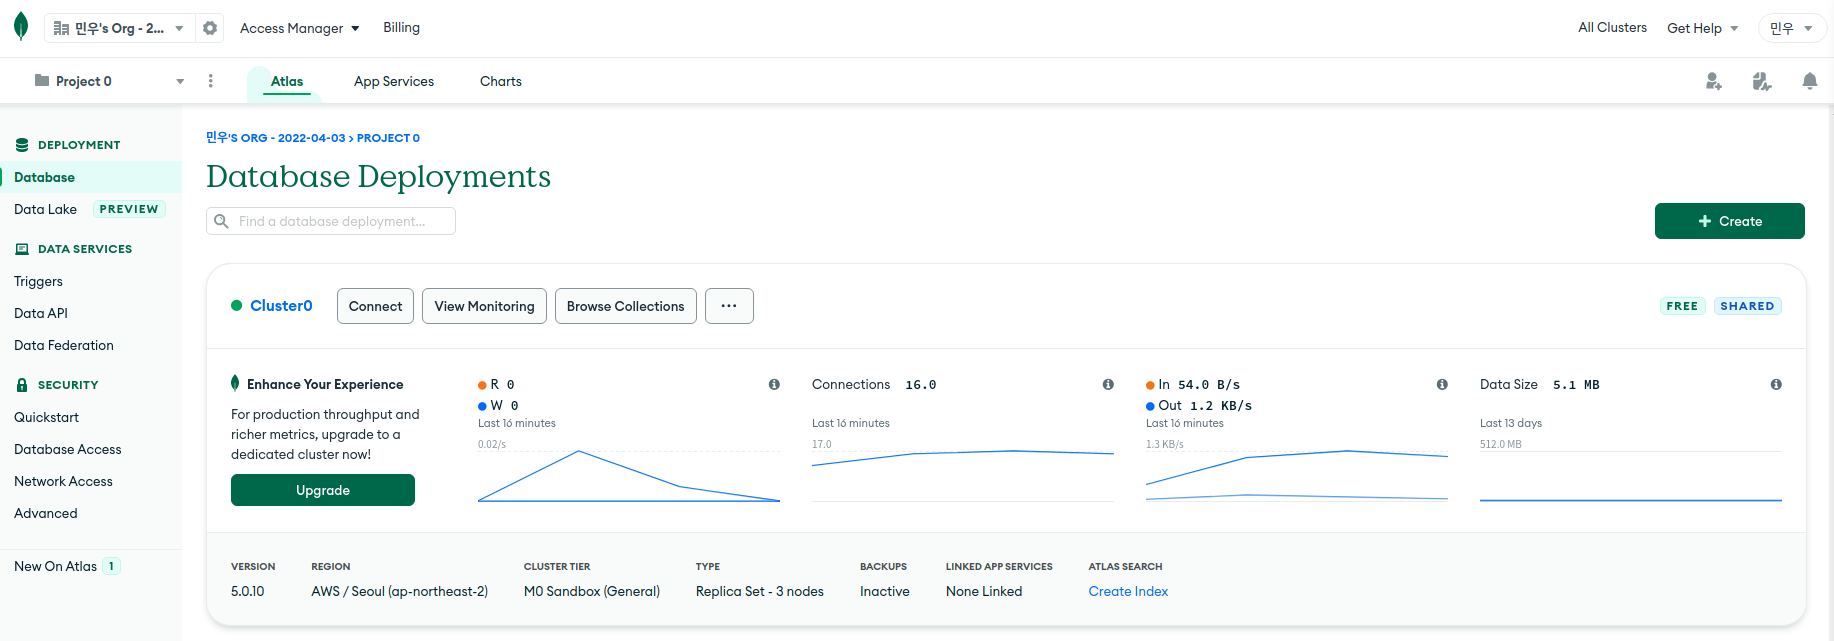 민우's Org - 2...
Access Manager
Billing
All Clusters
Get Help
민우
Project 0
Atlas
App Services
Charts
DEPLOYMENT
Database
Data Lake PREVIEW
DATA SERVICES
Triggers
Data API
Data Federation
SECURITY
Quickstart
Database Access
Network Access
Advanced
New On Atlas 1
민우'S ORG - 2022-04-03 > PROJECT 0
Database Deployments
Find a database deployment...
+ Create
Cluster0
Connect
View Monitoring
Browse Collections
...
FREE
SHARED
Enhance Your Experience
For production throughput and
richer metrics, upgrade to a
dedicated cluster now!
Upgrade
R 0
W 0
Last 16 minutes
0.02/s
Connections 16.0
Last 16 minutes
17.0
In 54.0 B/s
Out 1.2 KB/s
Last 16 minutes
1.3 KB/s
Data Size 5.1 MB
Last 13 days
512.0 MB
VERSION
5.0.10
REGION
AWS / Seoul (ap-northeast-2)
CLUSTER TIER
M0 Sandbox (General)
TYPE
Replica Set - 3 nodes
BACKUPS
Inactive
LINKED APP SERVICES
None Linked
ATLAS SEARCH
Create Index